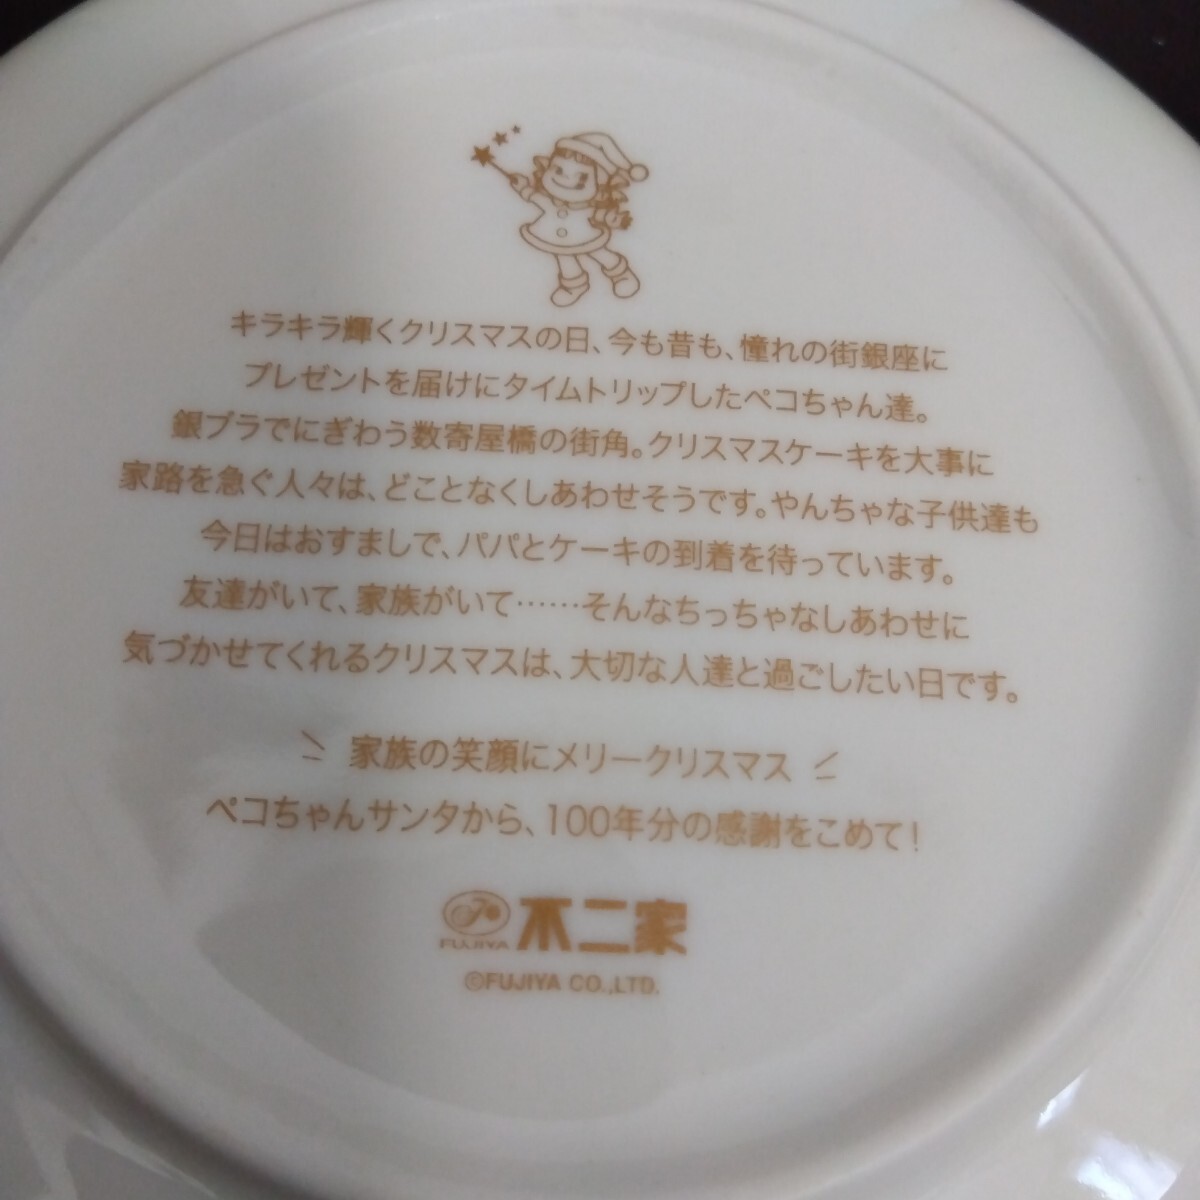 キラキラ輝くクリスマスの日、今も昔も、憧れの街銀座に
プレゼントを届けにタイムトリップしたペコちゃん達。
銀ブラでにぎわう数寄屋橋の街角。クリスマスケーキを大事に
家路を急ぐ人々は、どことなくしあわせそうです。やんちゃな子供達も
今日はおすましで、パパとケーキの到着を待っています。
友達がいて、家族がいて……そんなちっちゃなしあわせに
気づかせてくれるクリスマスは、大切な人達と過ごしたい日です。
家族の笑顔にメリークリスマス
ペコちゃんサンタから、100年分の感謝をこめて!
FUJIYA 不二家
©FUJIYA CO.,LTD.